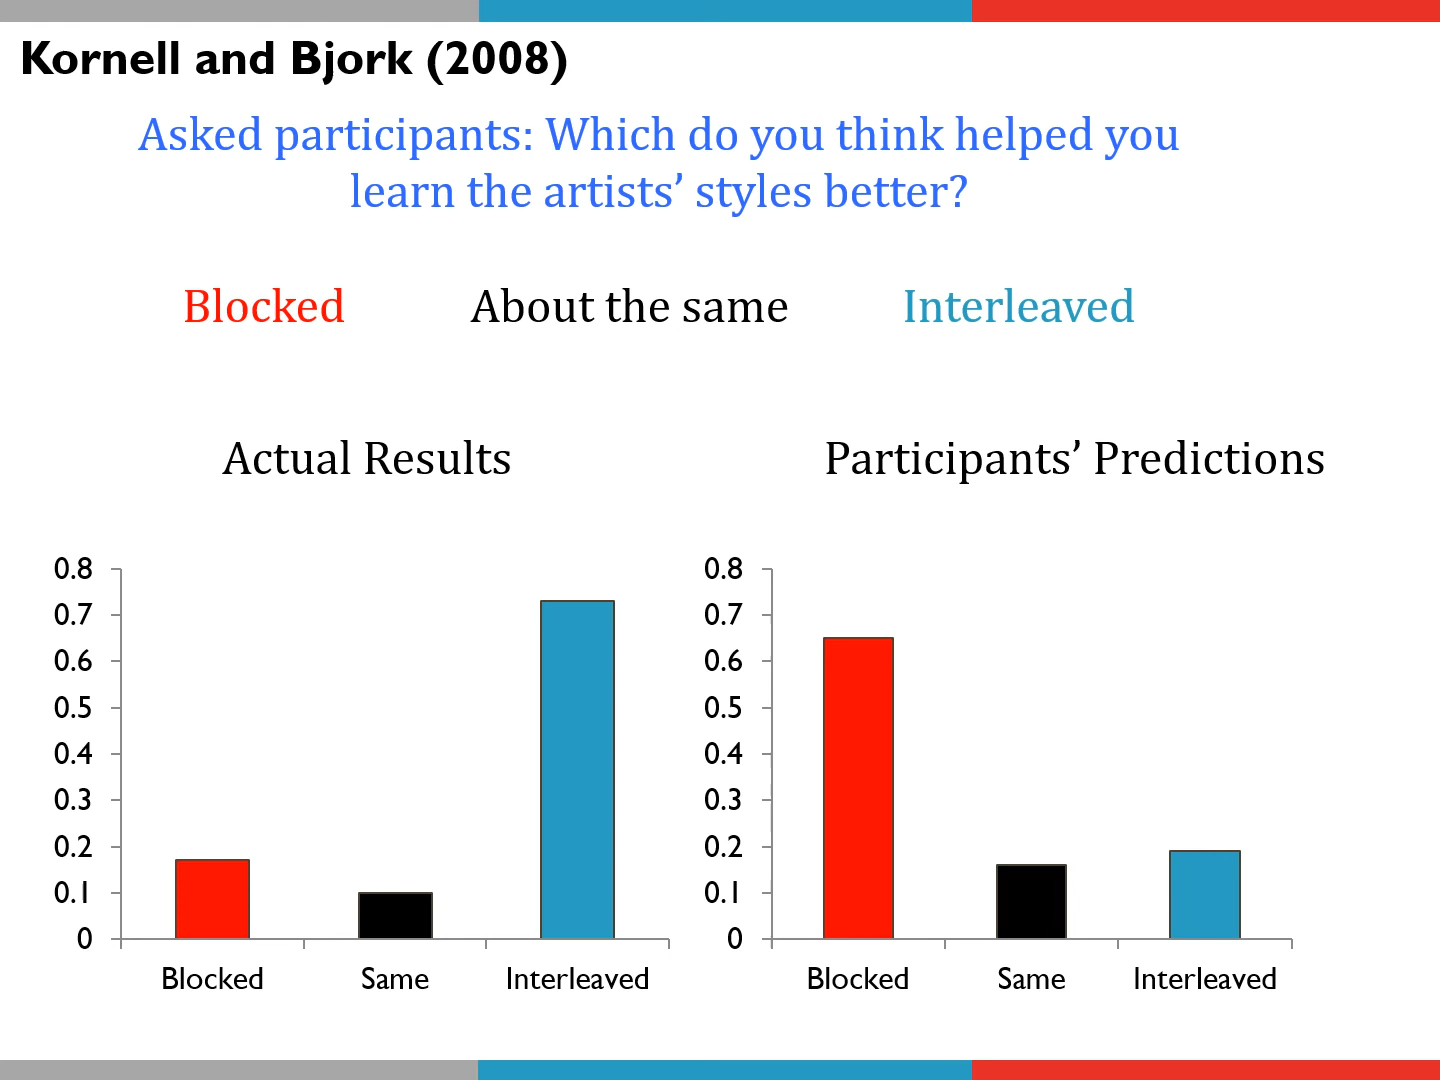 Kornell and Bjork (2008)
Asked participants: Which do you think helped you
learn the artists’ styles better?
Blocked About the same Interleaved
Actual Results
0.8
0.7
0.6
0.5
0.4
0.3
0.2
0.1
0
Blocked Same Interleaved
Participants’ Predictions
0.8
0.7
0.6
0.5
0.4
0.3
0.2
0.1
0
Blocked Same Interleaved